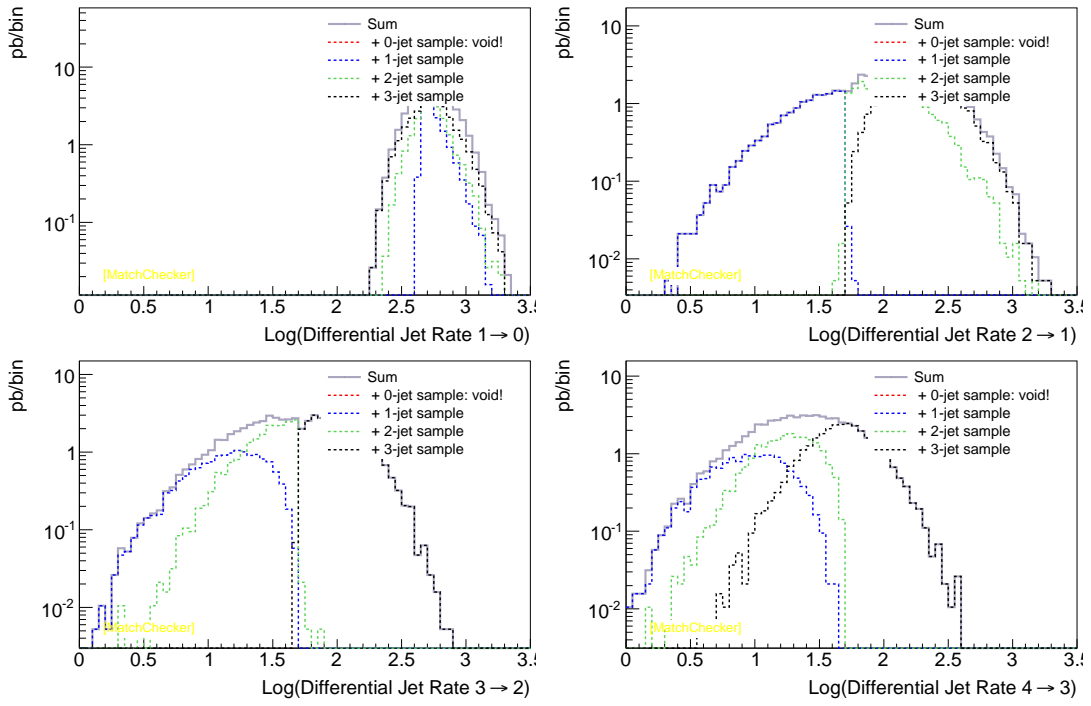 pb/bin
10
1
10-1
Sum
+ 0-jet sample: void!
+ 1-jet sample
+ 2-jet sample
+ 3-jet sample
[MatchChecker]
0 0.5 1 1.5 2 2.5 3 3.5
Log(Differential Jet Rate 1→0)
pb/bin
10
1
10-1
10-2
Sum
+ 0-jet sample: void!
+ 1-jet sample
+ 2-jet sample
+ 3-jet sample
[MatchChecker]
0 0.5 1 1.5 2 2.5 3 3.5
Log(Differential Jet Rate 2→1)
pb/bin
10
1
10-1
10-2
Sum
+ 0-jet sample: void!
+ 1-jet sample
+ 2-jet sample
+ 3-jet sample
[MatchChecker]
0 0.5 1 1.5 2 2.5 3 3.5
Log(Differential Jet Rate 3→2)
pb/bin
10
1
10-1
10-2
Sum
+ 0-jet sample: void!
+ 1-jet sample
+ 2-jet sample
+ 3-jet sample
[MatchChecker]
0 0.5 1 1.5 2 2.5 3 3.5
Log(Differential Jet Rate 4→3)